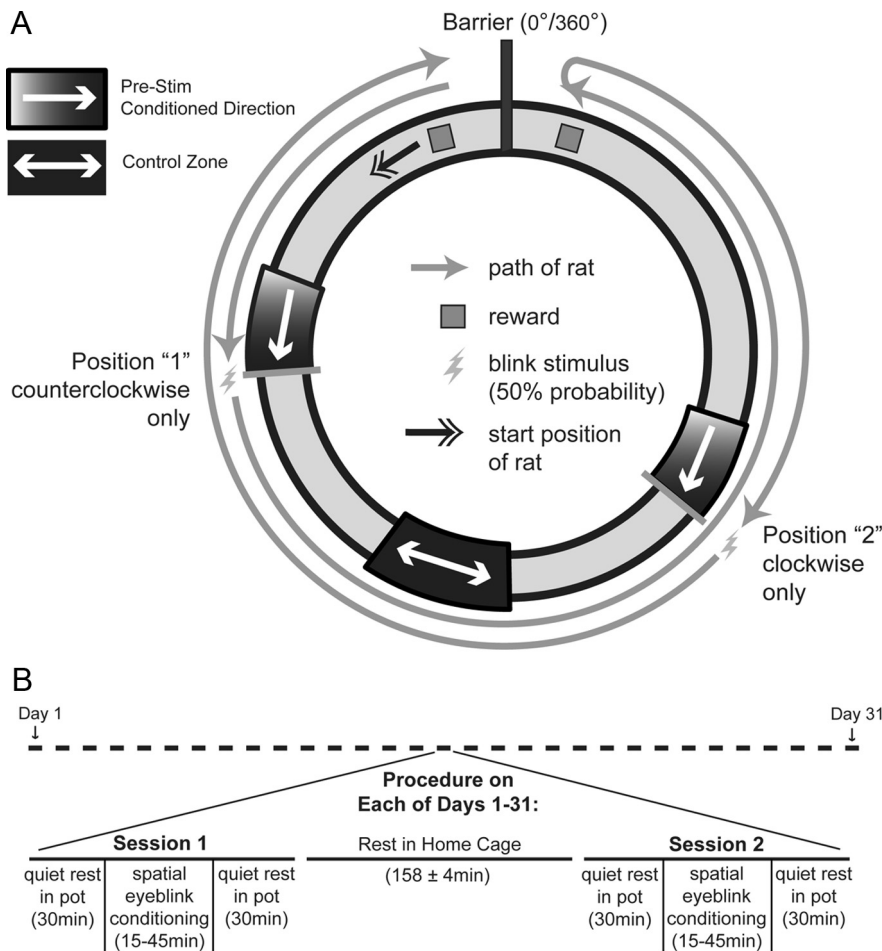 A
Barrier (0°/360°)
Pre-Stim
Conditioned Direction
Control Zone
path of rat
reward
blink stimulus
(50% probability)
start position
of rat
Position "1"
counterclockwise
only
Position "2"
clockwise
only
B
Day 1
Day 31
Procedure on
Each of Days 1-31:
Session 1
quiet rest
in pot
(30min)
spatial
eyeblink
conditioning
(15-45min)
quiet rest
in pot
(30min)
Rest in Home Cage
(158 ± 4min)
Session 2
quiet rest
in pot
(30min)
spatial
eyeblink
conditioning
(15-45min)
quiet rest
in pot
(30min)